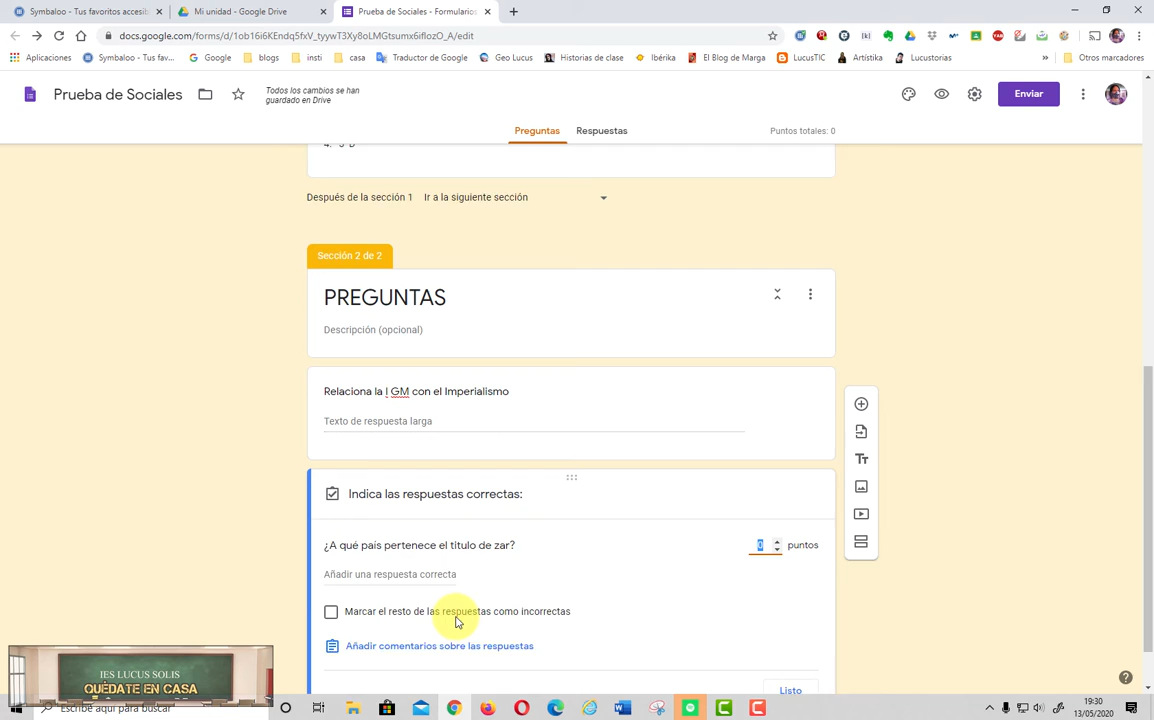 Symbaloo - Tus favoritos accesib
Mi unidad - Google Drive
Prueba de Sociales - Formularios
docs.google.com/forms/d/1ob16i6KEndq5fxV_tyywT3Xy8oLMGtsumx6iflozO_A/edit
Aplicaciones
Symbaloo - Tus fav...
Google
blogs
insti
casa
Traductor de Google
Geo Lucus
Historias de clase
Ibérika
El Blog de Marga
LucusTIC
Artístika
Lucustorias
»
Otros marcadores
Prueba de Sociales
Todos los cambios se han
guardado en Drive
Enviar
Preguntas
Respuestas
Puntos totales: 0
Después de la sección 1
Ir a la siguiente sección
Sección 2 de 2
PREGUNTAS
Descripción (opcional)
Relaciona la I GM con el Imperialismo
Texto de respuesta larga
Indica las respuestas correctas:
¿A qué país pertenece el titulo de zar?
0
puntos
Añadir una respuesta correcta
Marcar el resto de las respuestas como incorrectas
Añadir comentarios sobre las respuestas
Listo
IES LUCUS SOLIS
QUÉDATE EN CASA
Escribe aquí para buscar
19:30
13/05/2020